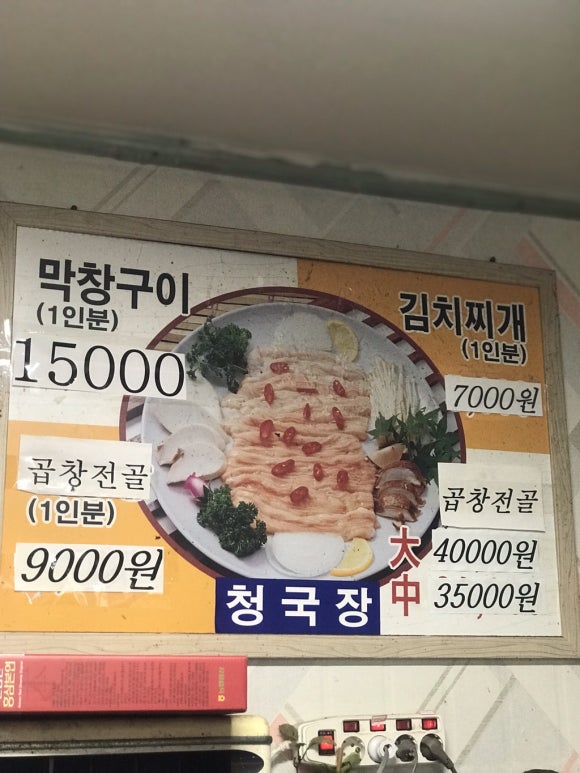 막창구이
(1인분)
15000
김치찌개
(1인분)
7000원
곱창전골
(1인분)
9000원
곱창전골
大 40000원
中 35000원
청국장